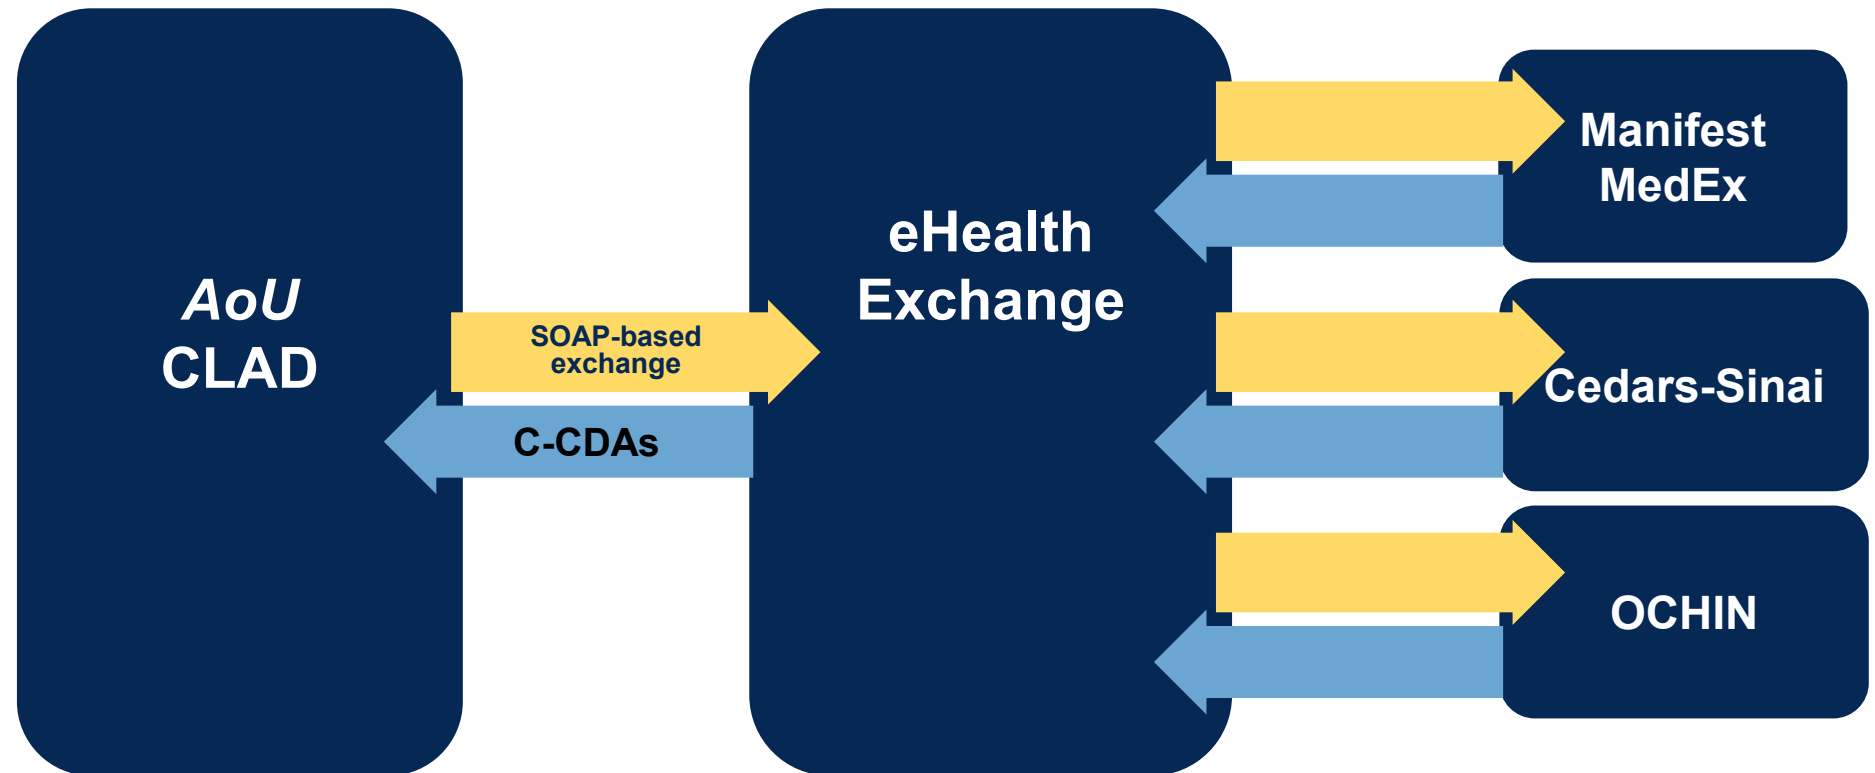 AoU
CLAD
SOAP-based
exchange
C-CDAs
eHealth
Exchange
Manifest
MedEx
Cedars-Sinai
OCHIN